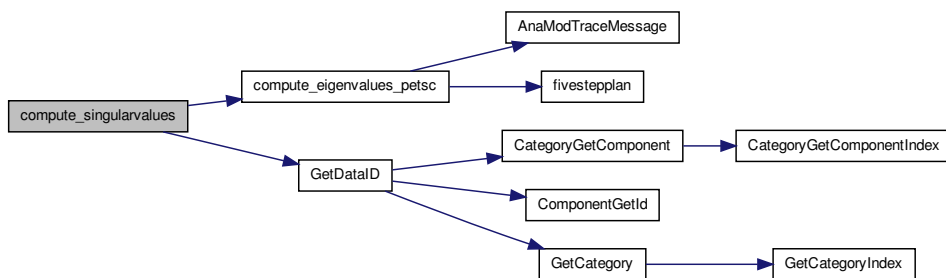 AnaModTraceMessage
compute_eigenvalues_petsc
fivestepplan
compute_singularvalues
CategoryGetComponent
CategoryGetComponentIndex
GetDataID
ComponentGetId
GetCategory
GetCategoryIndex